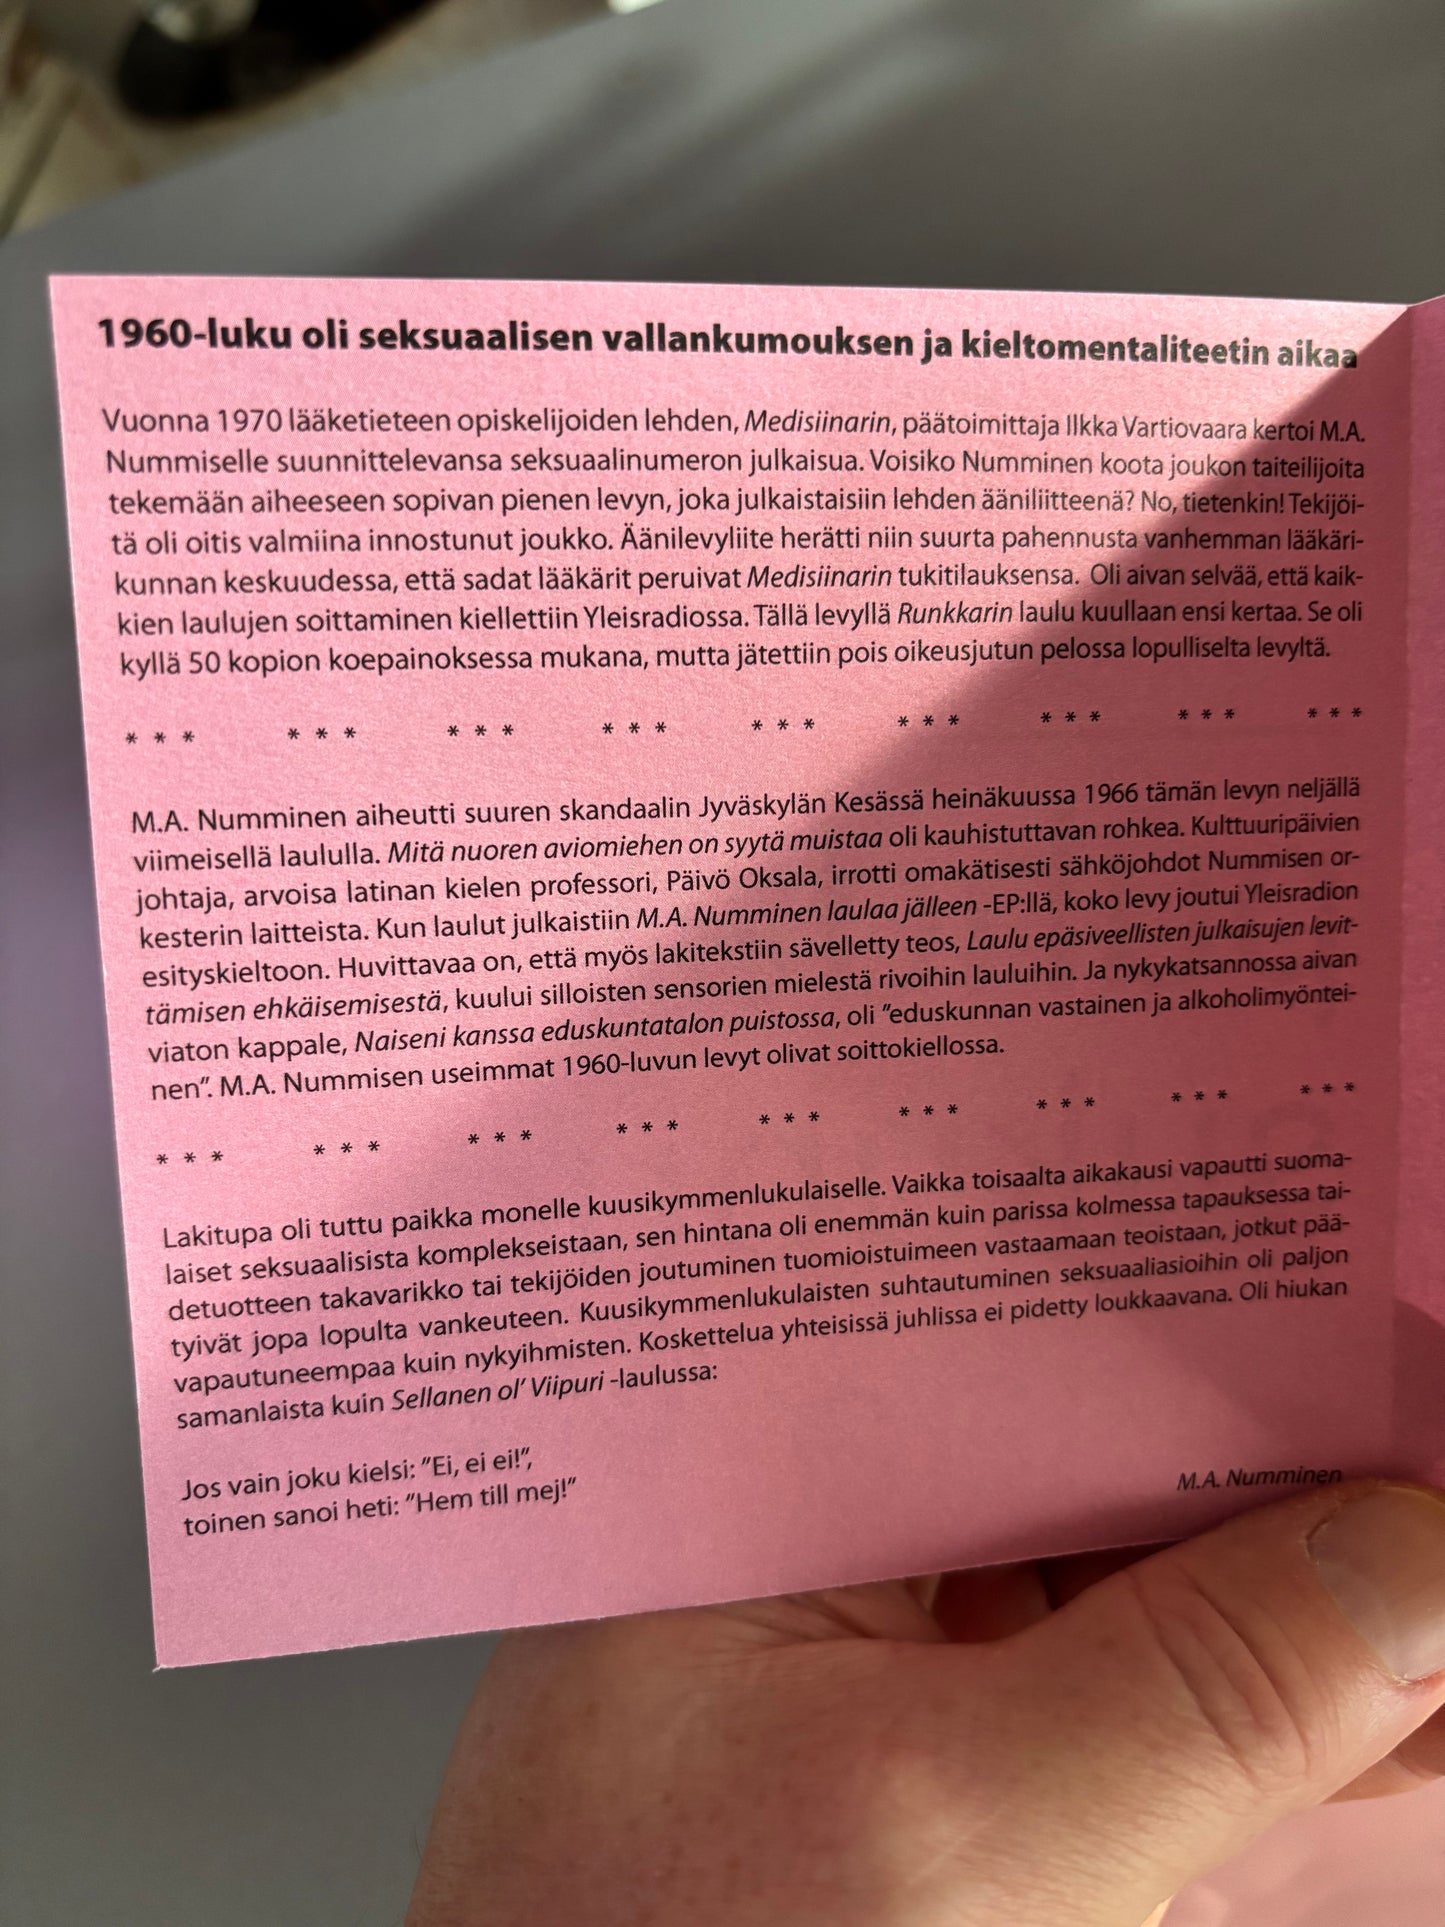 1960-luku oli seksuaalisen vallankumouksen ja kieltomentaliteetin aikaa
Vuonna 1970 lääketieteen opiskelijoiden lehden, Medisiinarin, päätoimittaja Ilkka Vartiovaara kertoi M.A.
Nummiselle suunnittelevansa seksuaalinumeron julkaisua. Voisiko Numminen koota joukon taiteilijoita
tekemään aiheeseen sopivan pienen levyn, joka julkaistaisiin lehden ääniliitteenä? No, tietenkin! Tekijöi-
tä oli oitis valmiina innostunut joukko. Äänilevyliite herätti niin suurta pahennusta vanhemman lääkäri-
kunnan keskuudessa, että sadat lääkärit peruivat Medisiinarin tukitilauksensa. Oli aivan selvää, että kaik-
kien laulujen soittaminen kiellettiin Yleisradiossa. Tällä levyllä Runkkarin laulu kuullaan ensi kertaa. Se oli
kyllä 50 kopion koepainoksessa mukana, mutta jätettiin pois oikeusjutun pelossa lopulliselta levyltä.
* * * * * * * * * * * * * * * * * * * * * * * * * * *
M.A. Numminen aiheutti suuren skandaalin Jyväskylän Kesässä heinäkuussa 1966 tämän levyn neljällä
viimeisellä laululla. Mitä nuoren aviomiehen on syytä muistaa oli kauhistuttavan rohkea. Kulttuuripäivien
johtaja, arvoisa latinan kielen professori, Päivö Oksala, irrotti omakätisesti sähköjohdot Nummisen or-
kesterin laitteista. Kun laulut julkaistiin M.A. Numminen laulaa jälleen -EP:llä, koko levy joutui Yleisradion
esityskieltoon. Huvittavaa on, että myös lakitekstiin sävelletty teos, Laulu epäsiveellisten julkaisujen levit-
tämisen ehkäisemisestä, kuului silloisten sensorien mielestä rivoihin lauluihin. Ja nykykatsannossa aivan
viaton kappale, Naiseni kanssa eduskuntatalon puistossa, oli ”eduskunnan vastainen ja alkoholimyöntei-
nen”. M.A. Nummisen useimmat 1960-luvun levyt olivat soittokiellossa.
* * * * * * * * * * * * * * * * * * * * * * * * * * *
Lakitupa oli tuttu paikka monelle kuusikymmenlukulaiselle. Vaikka toisaalta aikakausi vapautti suoma-
laiset seksuaalisista komplekseistaan, sen hintana oli enemmän kuin parissa kolmessa tapauksessa tai-
detuotteen takavarikko tai tekijöiden joutuminen tuomioistuimeen vastaamaan teoistaan, jotkut pää-
tyivät jopa lopulta vankeuteen. Kuusikymmenlukulaisten suhtautuminen seksuaaliasioihin oli paljon
vapautuneempaa kuin nykyihmisten. Koskettelua yhteisissä juhlissa ei pidetty loukkaavana. Oli hiukan
samanlaista kuin Sellanen ol’ Viipuri -laulussa:
Jos vain joku kielsi: ”Ei, ei ei!”,
toinen sanoi heti: ”Hem till mej!”
M.A. Numminen